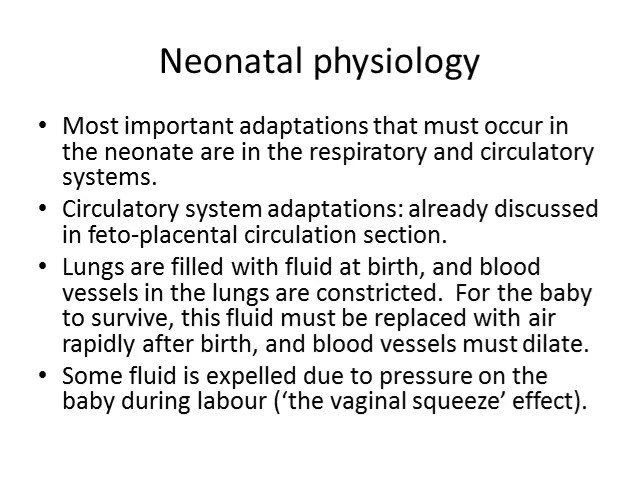 Neonatal physiology
• Most important adaptations that must occur in
the neonate are in the respiratory and circulatory
systems.
• Circulatory system adaptations: already discussed
in feto-placental circulation section.
• Lungs are filled with fluid at birth, and blood
vessels in the lungs are constricted.  For the baby
to survive, this fluid must be replaced with air
rapidly after birth, and blood vessels must dilate.
• Some fluid is expelled due to pressure on the
baby during labour (‘the vaginal squeeze’ effect).